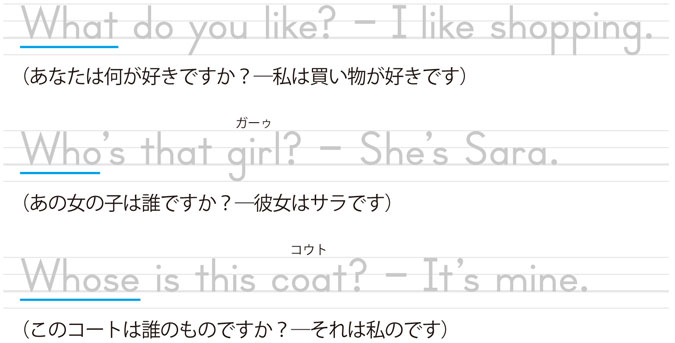 What do you like? – I like shopping.
（あなたは何が好きですか？―私は買い物が好きです）
ガーゥ
Who’s that girl? – She’s Sara.
（あの女の子は誰ですか？―彼女はサラです）
コウト
Whose is this coat? – It’s mine.
（このコートは誰のものですか？―それは私のです）